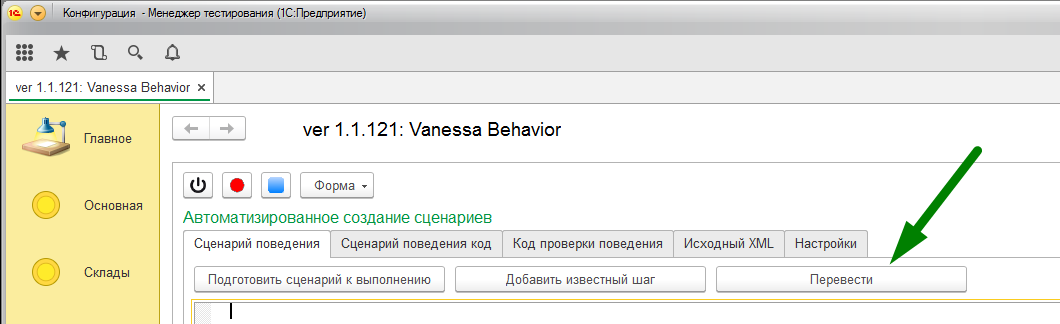 1С Конфигурация - Менеджер тестирования (1С:Предприятие)
ver 1.1.121: Vanessa Behavior ×
Главное
ver 1.1.121: Vanessa Behavior
Форма
Основная
Автоматизированное создание сценариев
Сценарий поведения Сценарий поведения код Код проверки поведения Исходный XML Настройки
Склады
Подготовить сценарий к выполнению Добавить известный шаг Перевести